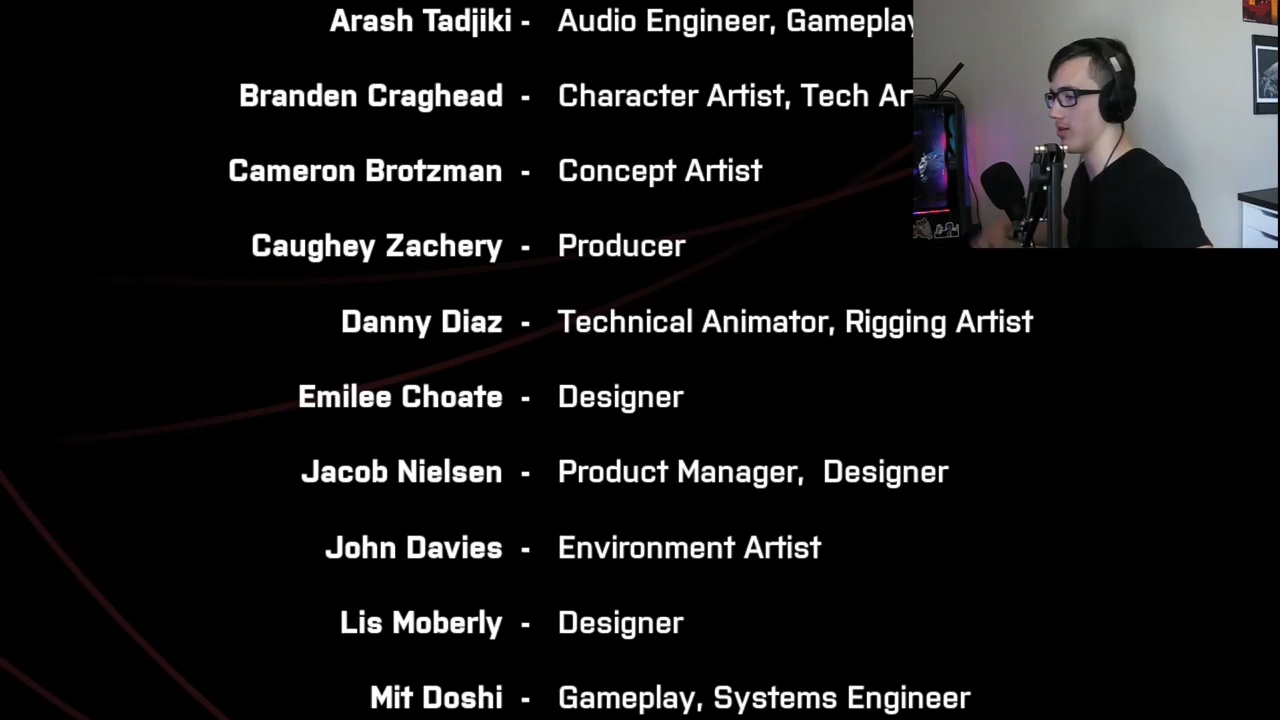 Arash Tadjiki - Audio Engineer, Gameplay
Branden Craghead - Character Artist, Tech
Cameron Brotzman - Concept Artist
Caughey Zachery - Producer
Danny Diaz - Technical Animator, Rigging Artist
Emilee Choate - Designer
Jacob Nielsen - Product Manager, Designer
John Davies - Environment Artist
Lis Moberly - Designer
Mit Doshi - Gameplay, Systems Engineer